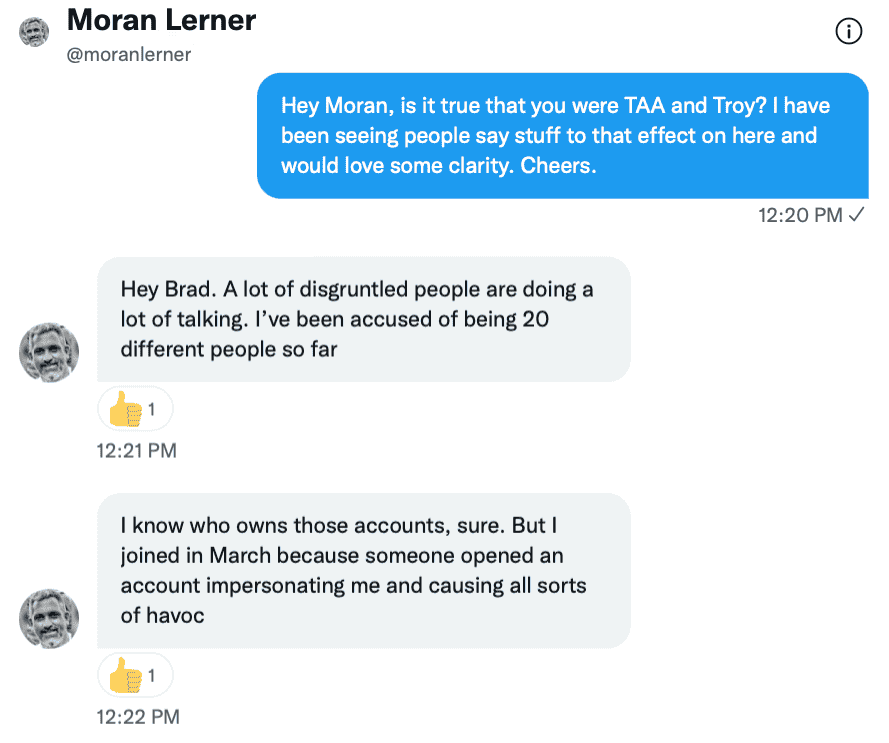 Moran Lerner
@moranlerner
Hey Moran, is it true that you were TAA and Troy? I have
been seeing people say stuff to that effect on here and
would love some clarity. Cheers.
12:20 PM ✓
Hey Brad. A lot of disgruntled people are doing a
lot of talking. I’ve been accused of being 20
different people so far
1
12:21 PM
I know who owns those accounts, sure. But I
joined in March because someone opened an
account impersonating me and causing all sorts
of havoc
1
12:22 PM